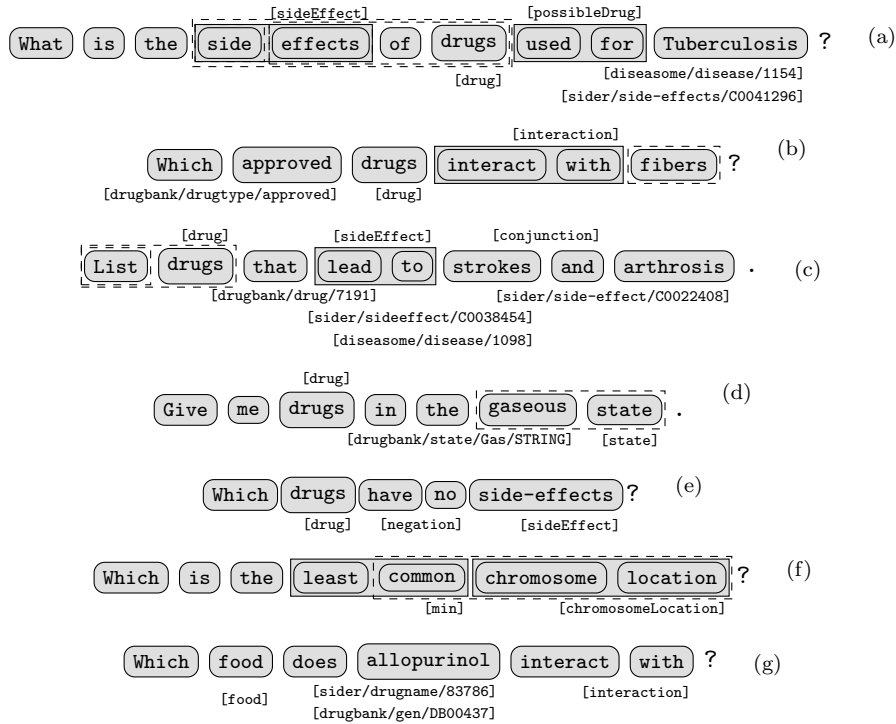 [sideEffect] [possibleDrug]
What is the side effects of drugs used for Tuberculosis ? (a)
[drug] [diseasome/disease/1154]
[sider/side-effects/C0041296]
[interaction]
Which approved drugs interact with fibers ? (b)
[drugbank/drugtype/approved] [drug]
[drug] [sideEffect] [conjunction]
List drugs that lead to strokes and arthrosis . (c)
[drugbank/drug/7191] [sider/side-effect/C0022408]
[sider/sideeffect/C0038454]
[diseasome/disease/1098]
[drug]
Give me drugs in the gaseous state . (d)
[drugbank/state/Gas/STRING] [state]
Which drugs have no side-effects ? (e)
[drug] [negation] [sideEffect]
Which is the least common chromosome location ? (f)
[min] [chromosomeLocation]
Which food does allopurinol interact with ? (g)
[food] [sider/drugname/83786] [interaction]
[drugbank/gen/DB00437]